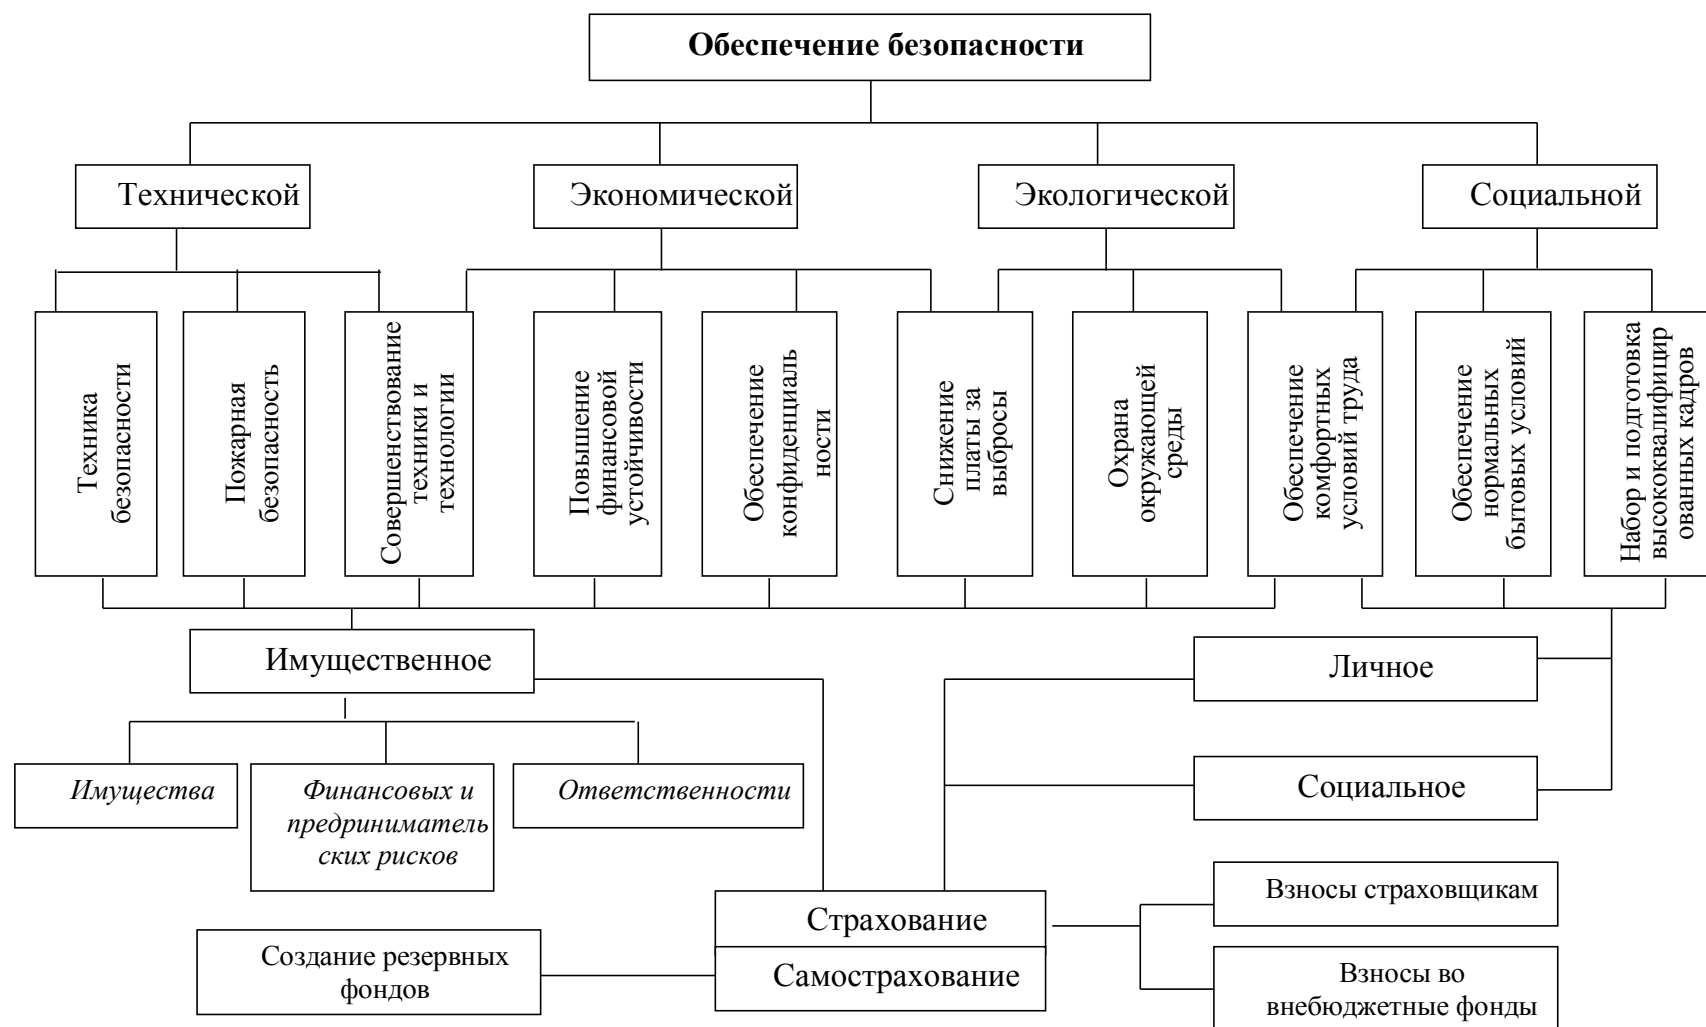 Обеспечение безопасности
Технической
Экономической
Экологической
Социальной
Техника
безопасности
Пожарная
безопасность
Совершенствование
техники и
технологии
Повышение
финансовой
устойчивости
Обеспечение
конфиденциаль
ности
Снижение
платы за
выбросы
Охрана
окружающей
среды
Обеспечение
комфортных
условий труда
Обеспечение
нормальных
бытовых условий
Набор и подготовка
высококвалифицир
ованных кадров
Имущественное
Личное
Имущества
Финансовых и
предприниматель
ских рисков
Ответственности
Социальное
Страхование
Самострахование
Создание резервных
фондов
Взносы страховщикам
Взносы во
внебюджетные фонды